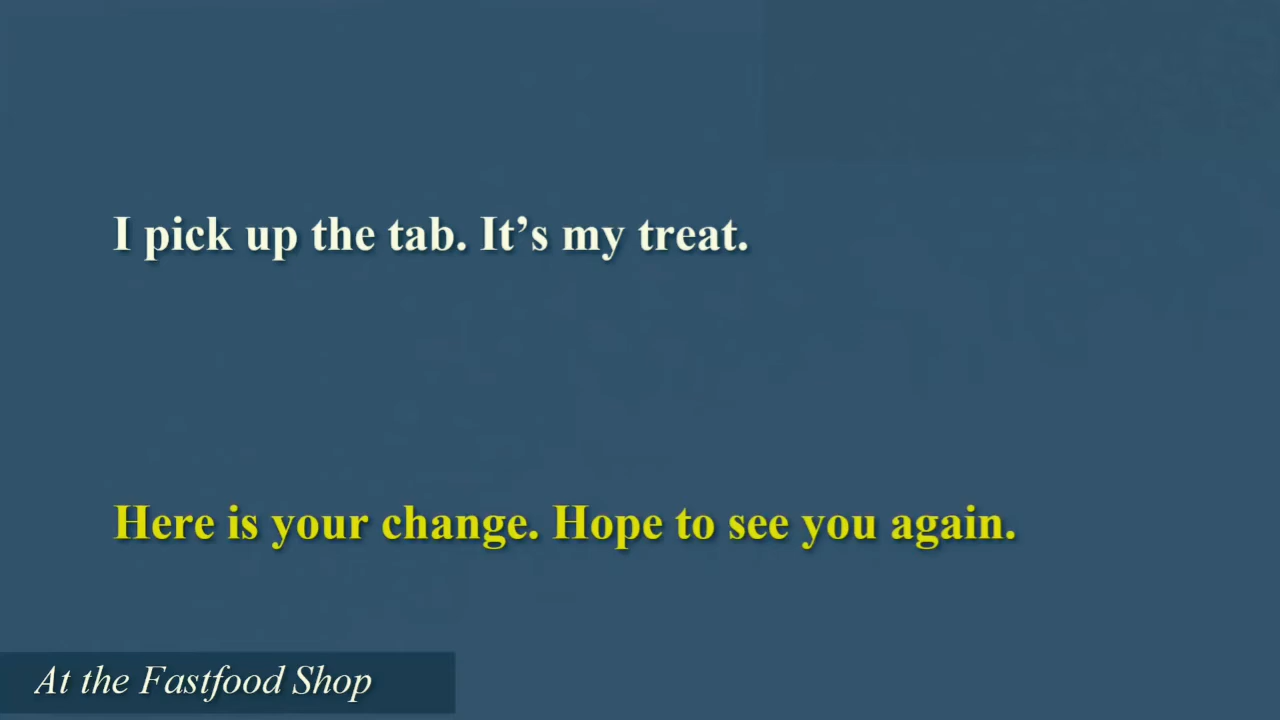 I pick up the tab. It’s my treat.
Here is your change. Hope to see you again.
At the Fastfood Shop